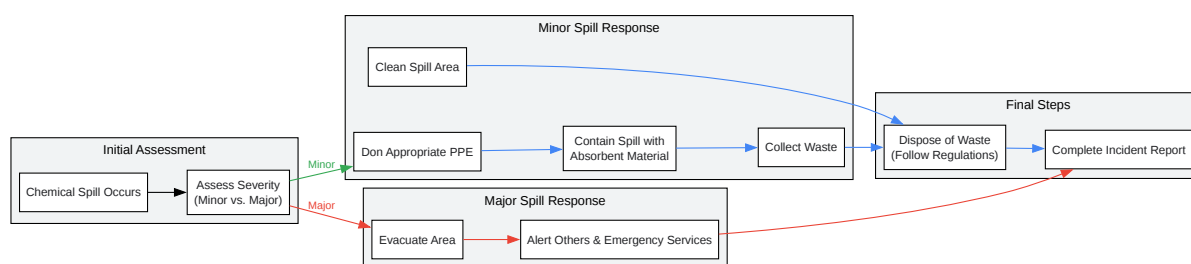 Initial Assessment
Chemical Spill Occurs
Assess Severity
(Minor vs. Major)
Minor
Major
Minor Spill Response
Clean Spill Area
Don Appropriate PPE
Contain Spill with
Absorbent Material
Collect Waste
Major Spill Response
Evacuate Area
Alert Others & Emergency Services
Final Steps
Dispose of Waste
(Follow Regulations)
Complete Incident Report